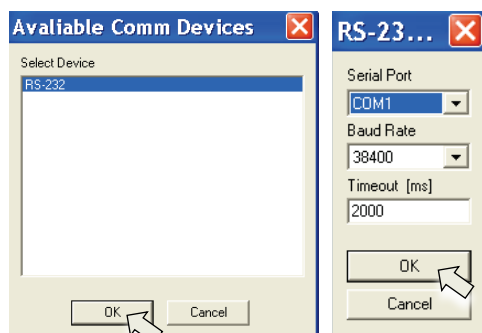 Avaliable Comm Devices
Select Device
RS-232
OK
Cancel
RS-23...
Serial Port
COM1
Baud Rate
38400
Timeout [ms]
2000
OK
Cancel